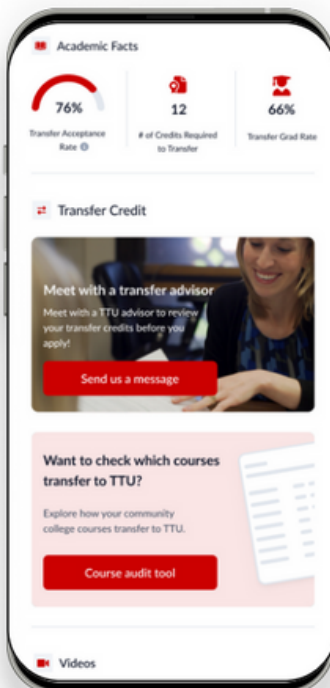 Academic Facts
76%
Transfer Acceptance
Rate
12
# of Credits Required
to Transfer
66%
Transfer Grad Rate
Transfer Credit
Meet with a transfer advisor
Meet with a TTU advisor to review
your transfer credits before you
apply!
Send us a message
Want to check which courses
transfer to TTU?
Explore how your community
college courses transfer to TTU.
Course audit tool
Videos